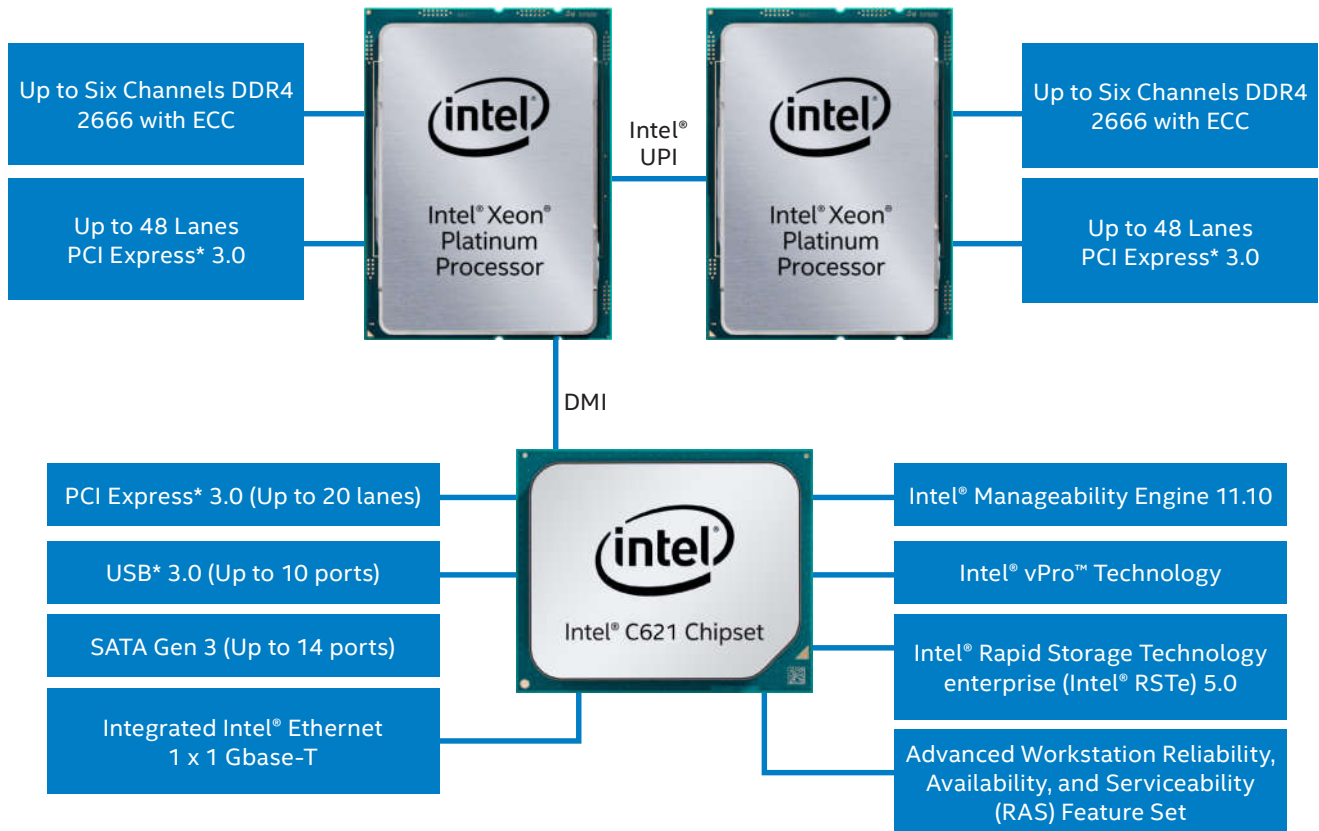 Up to Six Channels DDR4
2666 with ECC
Up to 48 Lanes
PCI Express* 3.0
intel®
Intel® Xeon®
Platinum
Processor
Intel®
UPI
intel®
Intel® Xeon®
Platinum
Processor
Up to Six Channels DDR4
2666 with ECC
Up to 48 Lanes
PCI Express* 3.0
DMI
PCI Express* 3.0 (Up to 20 lanes)
USB* 3.0 (Up to 10 ports)
SATA Gen 3 (Up to 14 ports)
Integrated Intel® Ethernet
1 x 1 Gbase-T
intel®
Intel® C621 Chipset
Intel® Manageability Engine 11.10
Intel® vPro™ Technology
Intel® Rapid Storage Technology
enterprise (Intel® RSTe) 5.0
Advanced Workstation Reliability,
Availability, and Serviceability
(RAS) Feature Set